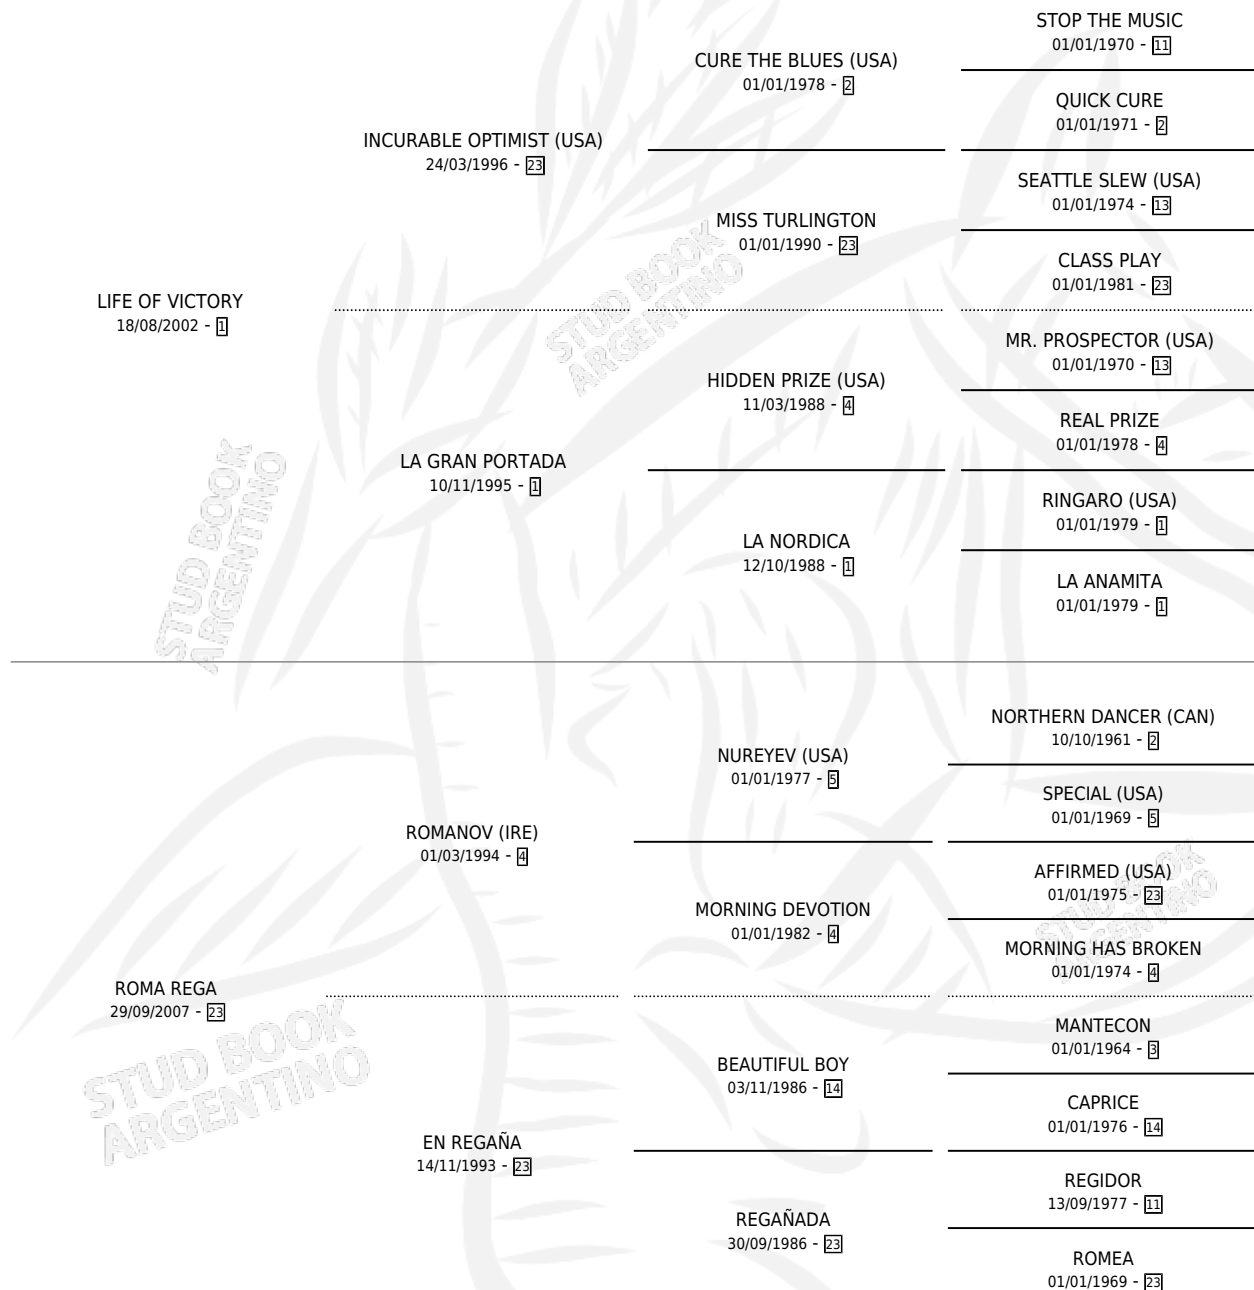 STOP THE MUSIC
01/01/1970 - 11
CURE THE BLUES (USA)
01/01/1978 - 2
QUICK CURE
01/01/1971 - 2
INCURABLE OPTIMIST (USA)
24/03/1996 - 23
SEATTLE SLEW (USA)
01/01/1974 - 13
MISS TURLINGTON
01/01/1990 - 23
CLASS PLAY
01/01/1981 - 23
STUD BOOK
ARGENTINO
LIFE OF VICTORY
18/08/2002 - 1
MR. PROSPECTOR (USA)
01/01/1970 - 13
HIDDEN PRIZE (USA)
11/03/1988 - 4
REAL PRIZE
01/01/1978 - 4
LA GRAN PORTADA
10/11/1995 - 1
RINGARO (USA)
01/01/1979 - 1
LA NORDICA
12/10/1988 - 1
LA ANAMITA
01/01/1979 - 1
STUD BOOK
ARGENTINO
NORTHERN DANCER (CAN)
10/10/1961 - 2
NUREYEV (USA)
01/01/1977 - 5
SPECIAL (USA)
01/01/1969 - 5
ROMANOV (IRE)
01/03/1994 - 4
AFFIRMED (USA)
01/01/1975 - 23
MORNING DEVOTION
01/01/1982 - 4
MORNING HAS BROKEN
01/01/1974 - 4
STUD BOOK
ARGENTINO
ROMA REGA
29/09/2007 - 23
MANTECON
01/01/1964 - 3
BEAUTIFUL BOY
03/11/1986 - 14
CAPRICE
01/01/1976 - 14
STUD BOOK
ARGENTINO
EN REGAÑA
14/11/1993 - 23
REGIDOR
13/09/1977 - 11
REGAÑADA
30/09/1986 - 23
ROMEA
01/01/1969 - 23